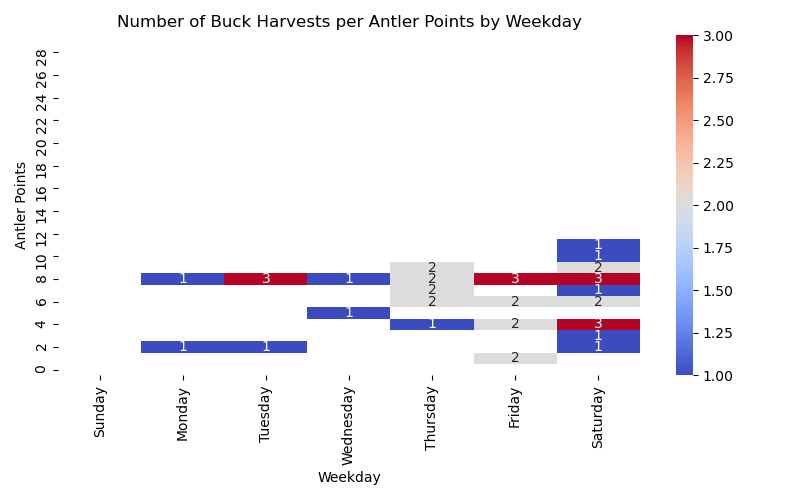 Number of Buck Harvests per Antler Points by Weekday
3.00
28
26
2.75
24
22
2.50
20
18
2.25
Antler Points
16
2.00
14
12
1
1.75
10
1
2 2
8
1 3 1 2 3 3
2 1
1.50
6
2 2 2
1
4
1 2 3
1.25
1
2
1 1 1
2
0
1.00
Sunday
Monday
Tuesday
Wednesday
Thursday
Friday
Saturday
Weekday